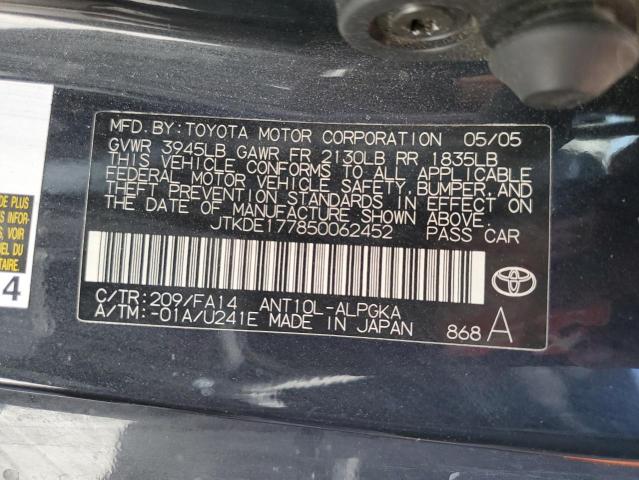 MFD. BY: TOYOTA MOTOR CORPORATION 05/05
GVWR 3945LB GAWR FR 2130LB RR 1835LB
THIS VEHICLE CONFORMS TO ALL APPLICABLE
FEDERAL MOTOR VEHICLE SAFETY, BUMPER, AND
THEFT PREVENTION STANDARDS IN EFFECT ON
THE DATE OF MANUFACTURE SHOWN ABOVE.
JTKDE177850062452 PASS CAR
C/TR: 209/FA14 ANT10L-ALPGKA
A/TM: -01A/U241E MADE IN JAPAN 868 A
TOYOTA
4